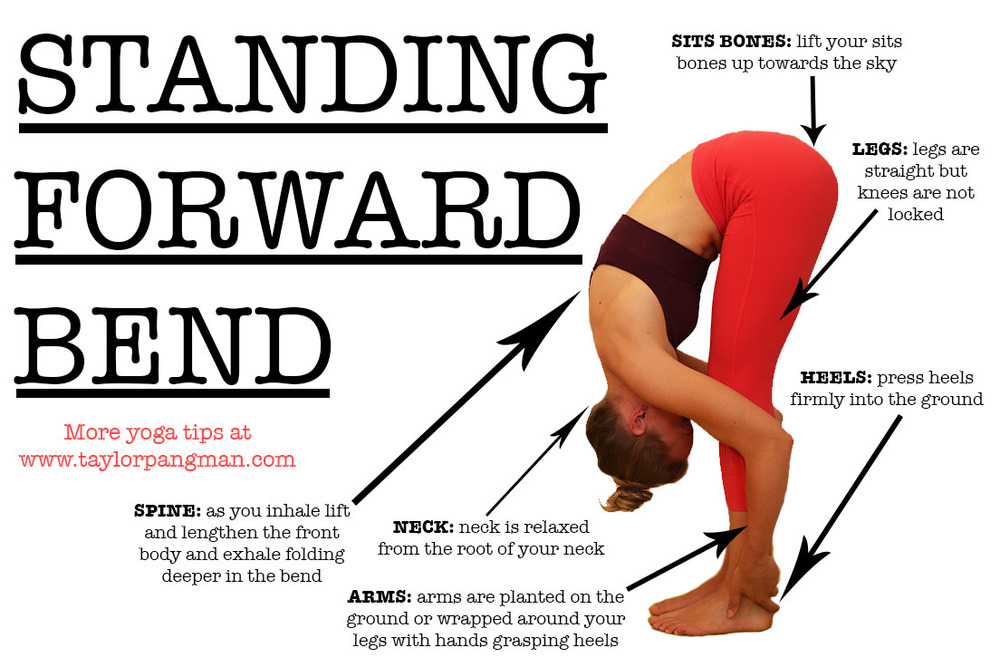 STANDING
FORWARD
BEND
More yoga tips at
www.taylorpangman.com
SITS BONES: lift your sits
bones up towards the sky
LEGS: legs are
straight but
knees are not
locked
HEELS: press heels
firmly into the ground
SPINE: as you inhale lift
and lengthen the front
body and exhale folding
deeper in the bend
NECK: neck is relaxed
from the root of your neck
ARMS: arms are planted on the
ground or wrapped around your
legs with hands grasping heels